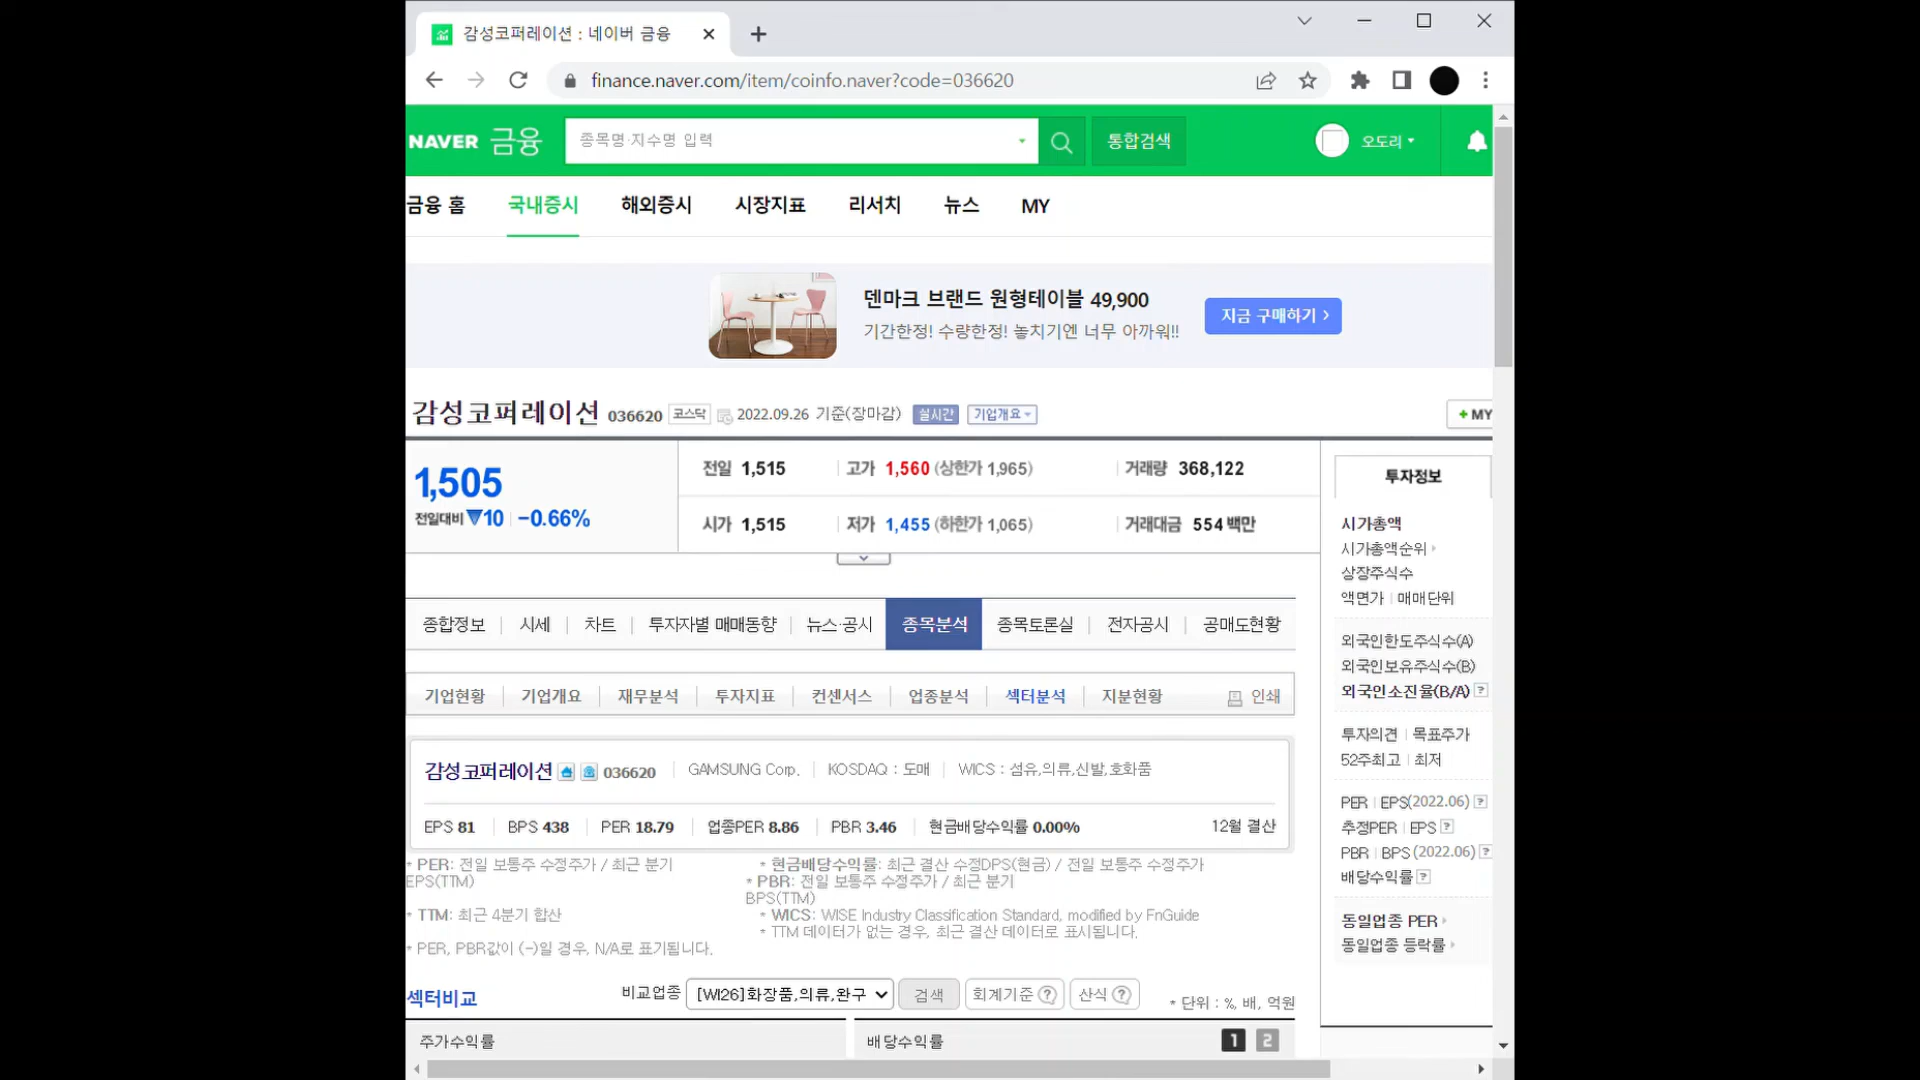 감성코퍼레이션 : 네이버 금융
finance.naver.com/item/coinfo.naver?code=036620
NAVER 금융 종목명·지수명 입력 통합검색 오도리
금융 홈 국내증시 해외증시 시장지표 리서치 뉴스 MY
덴마크 브랜드 원형테이블 49,900
기간한정! 수량한정! 놓치기엔 너무 아까워!!
지금 구매하기 >
감성코퍼레이션 036620 코스닥 2022.09.26 기준(장마감) 실시간 기업개요
+ MY
1,505
전일대비 ▼10 | -0.66%
전일 1,515 고가 1,560 (상한가 1,965) 거래량 368,122
시가 1,515 저가 1,455 (하한가 1,065) 거래대금 554 백만
종합정보 시세 차트 투자자별 매매동향 뉴스·공시 종목분석 종목토론실 전자공시 공매도현황
기업현황 기업개요 재무분석 투자지표 컨센서스 업종분석 섹터분석 지분현황 인쇄
감성코퍼레이션 036620 GAMSUNG Corp. KOSDAQ : 도매 WICS : 섬유,의류,신발,호화품
EPS 81 BPS 438 PER 18.79 업종PER 8.86 PBR 3.46 현금배당수익률 0.00% 12월 결산
* PER: 전일 보통주 수정주가 / 최근 분기
EPS(TTM)
* TTM: 최근 4분기 합산
* PER, PBR값이 (-)일 경우, N/A로 표기됩니다.
* 현금배당수익률: 최근 결산 수정DPS(현금) / 전일 보통주 수정주가
* PBR: 전일 보통주 수정주가 / 최근 분기
BPS(TTM)
* WICS: WISE Industry Classification Standard, modified by FnGuide
* TTM 데이터가 없는 경우, 최근 결산 데이터로 표시됩니다.
섹터비교 비교업종 [WI26]화장품,의류,완구 검색 회계기준 ? 산식 ? * 단위 : %, 배, 억원
주가수익률 배당수익률 1 2
투자정보
시가총액
시가총액순위
상장주식수
액면가 | 매매단위
외국인한도주식수(A)
외국인보유주식수(B)
외국인소진율(B/A) ?
투자의견 | 목표주가
52주최고 | 최저
PER | EPS(2022.06) ?
추정PER | EPS ?
PBR | BPS (2022.06) ?
배당수익률 ?
동일업종 PER
동일업종 등락률